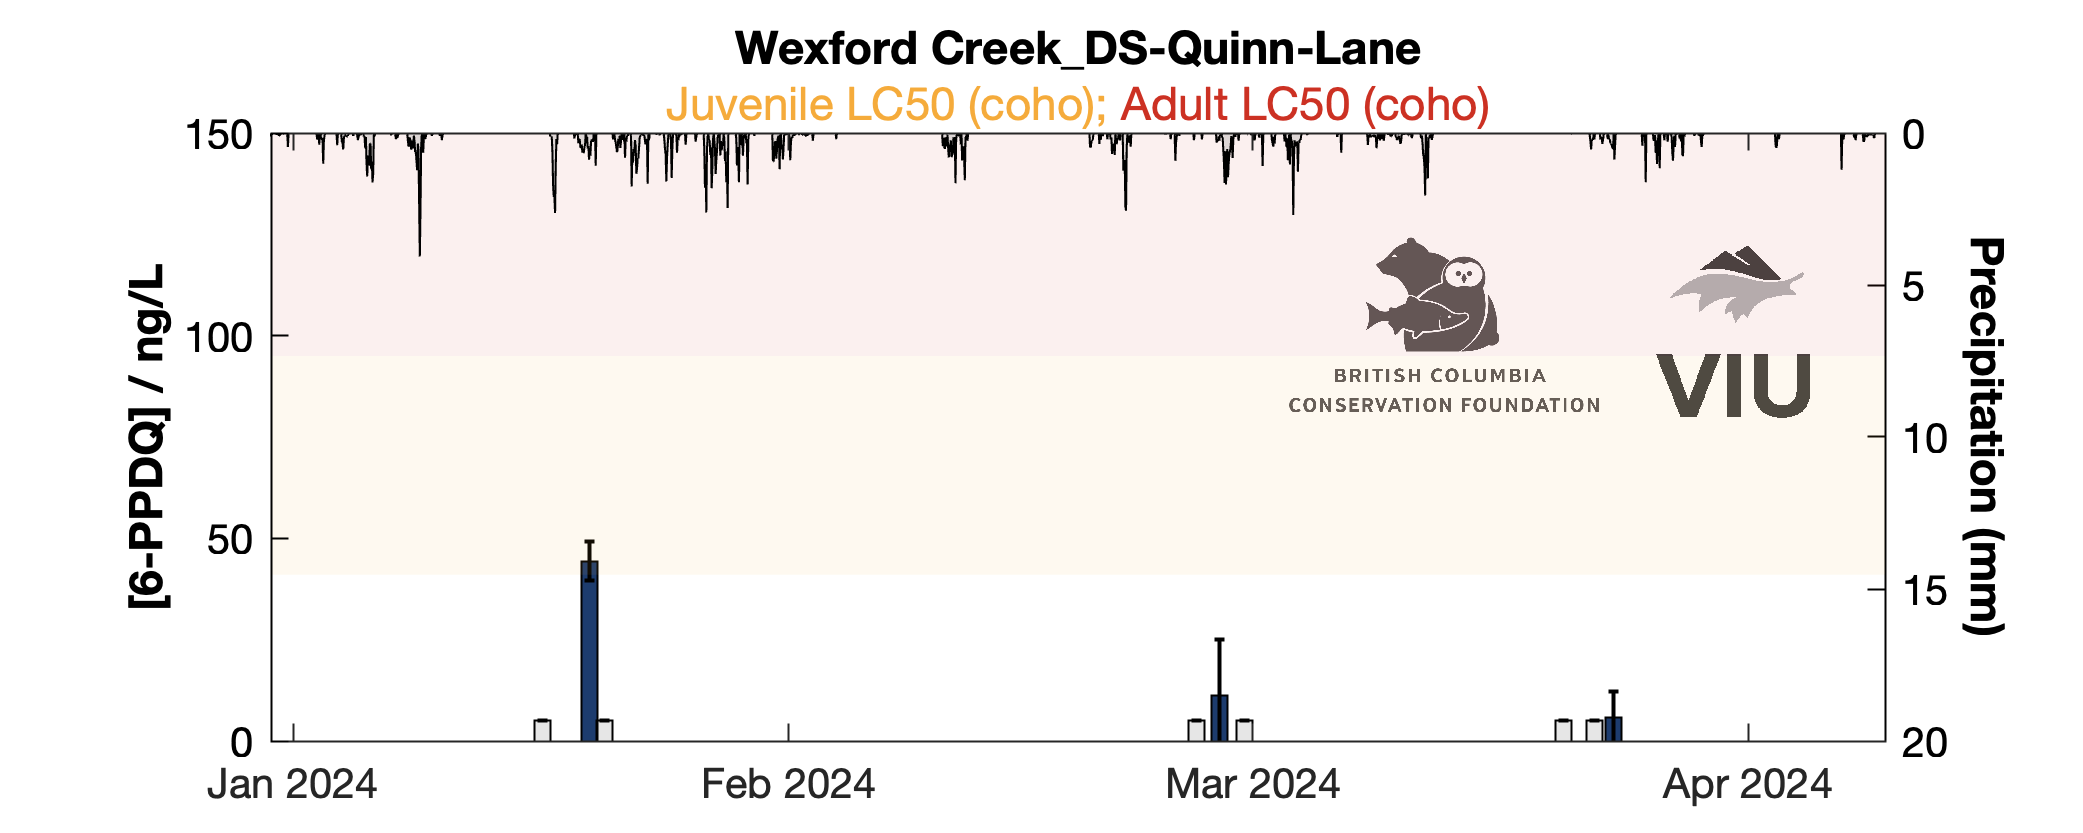 Wexford Creek_DS-Quinn-Lane
Juvenile LC50 (coho); Adult LC50 (coho)
150
100
50
0
[6-PPDQ] / ng/L
0
5
10
15
20
Precipitation (mm)
BRITISH COLUMBIA
CONSERVATION FOUNDATION
VIU
Jan 2024
Feb 2024
Mar 2024
Apr 2024